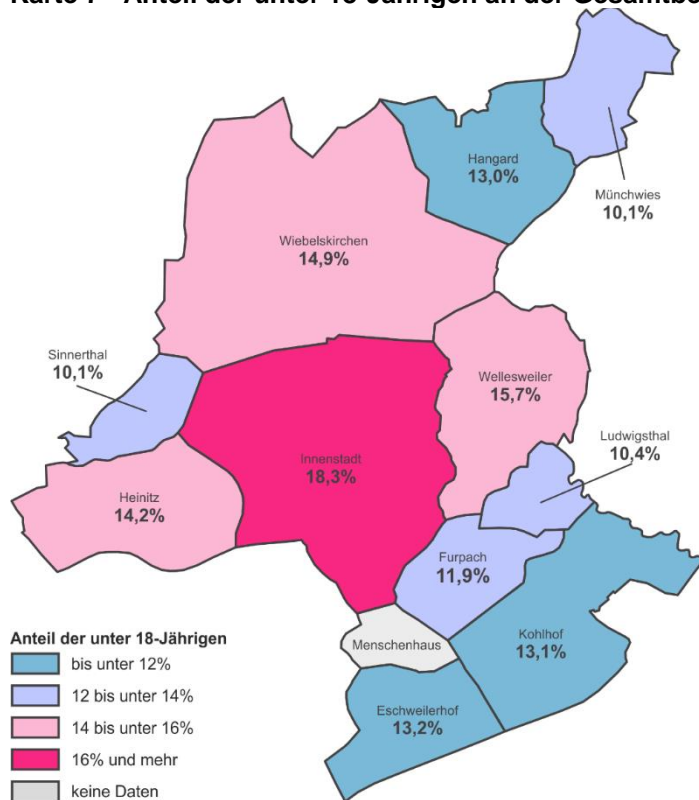 Hangard
13,0%
Münchwies
10,1%
Wiebelskirchen
14,9%
Sinnerthal
10,1%
Wellesweiler
15,7%
Ludwigsthal
10,4%
Innenstadt
18,3%
Heinitz
14,2%
Furpach
11,9%
Kohlhof
13,1%
Menschenhaus
Eschweilerhof
13,2%
Anteil der unter 18-Jährigen
bis unter 12%
12 bis unter 14%
14 bis unter 16%
16% und mehr
keine Daten